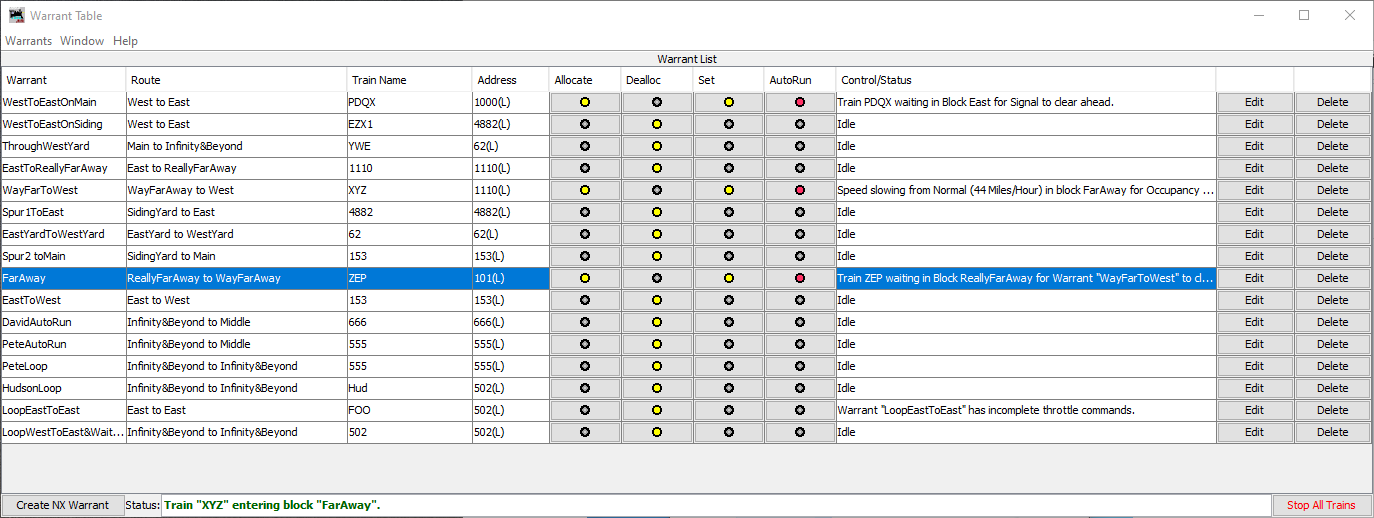 Warrant Table
Warrants Window Help
Warrant List
Warrant Route Train Name Address Allocate Dealloc Set AutoRun Control/Status
WestToEastOnMain West to East PDQX 1000(L) Train PDQX waiting in Block East for Signal to clear ahead. Edit Delete
WestToEastOnSiding West to East EZX1 4882(L) Idle Edit Delete
ThroughWestYard Main to Infinity&Beyond YWE 62(L) Idle Edit Delete
EastToReallyFarAway East to ReallyFarAway 1110 1110(L) Idle Edit Delete
WayFarToWest WayFarAway to West XYZ 1110(L) Speed slowing from Normal (44 Miles/Hour) in block FarAway for Occupancy ... Edit Delete
Spur1ToEast SidingYard to East 4882 4882(L) Idle Edit Delete
EastYardToWestYard EastYard to WestYard 62 62(L) Idle Edit Delete
Spur2 toMain SidingYard to Main 153 153(L) Idle Edit Delete
FarAway ReallyFarAway to WayFarAway ZEP 101(L) Train ZEP waiting in Block ReallyFarAway for Warrant "WayFarToWest" to cl... Edit Delete
EastToWest East to West 153 153(L) Idle Edit Delete
DavidAutoRun Infinity&Beyond to Middle 666 666(L) Idle Edit Delete
PeteAutoRun Infinity&Beyond to Middle 555 555(L) Idle Edit Delete
PeteLoop Infinity&Beyond to Infinity&Beyond 555 555(L) Idle Edit Delete
HudsonLoop Infinity&Beyond to Infinity&Beyond Hud 502(L) Idle Edit Delete
LoopEastToEast East to East FOO 502(L) Warrant "LoopEastToEast" has incomplete throttle commands. Edit Delete
LoopWestToEast&Wait... Infinity&Beyond to Infinity&Beyond 502 502(L) Idle Edit Delete
Create NX Warrant Status: Train "XYZ" entering block "FarAway". Stop All Trains